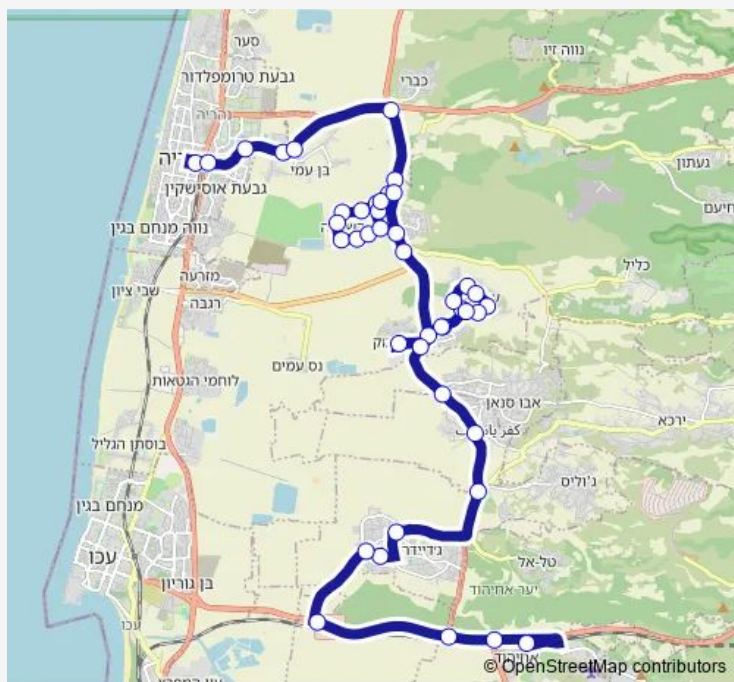 סער
נווה זיו
גבעת טרומפלדור
כברי
נהריה
געתון
בן עמי
גבעת אוסישקין
נווה מנחם בגין
כליל
מזרעה
שבי ציון
רגבה
נס עמים
לוחמי הגטאות
אבו סנאן
ירכא
בוסתן הגליל
ג'וליס
מנחם בגין
ג'דיידה
טל-אל
עכו
בן גוריון
יער אחיהוד
עכו
אחיהוד
© OpenStreetMap contributors